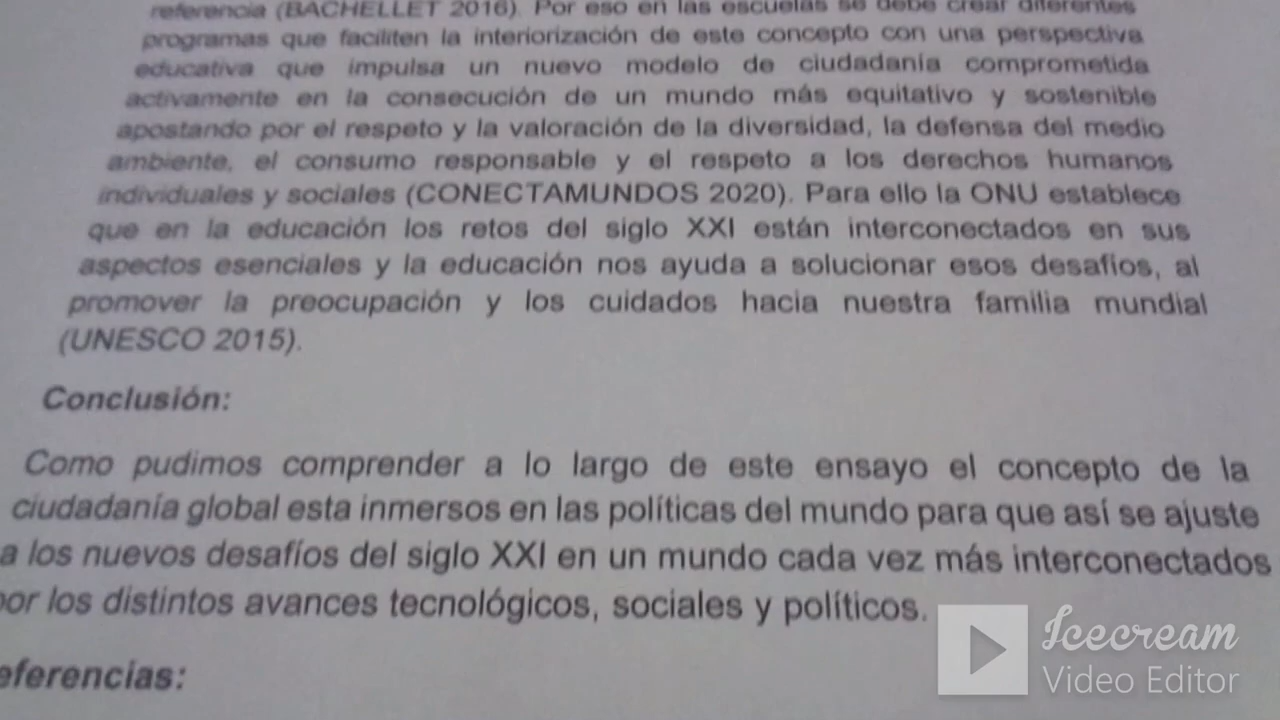 referencia (BACHELLET 2016). Por eso en las escuelas se debe crear diferentes
programas que faciliten la interiorización de este concepto con una perspectiva
educativa que impulsa un nuevo modelo de ciudadanía comprometida
activamente en la consecución de un mundo más equitativo y sostenible
apostando por el respeto y la valoración de la diversidad, la defensa del medio
ambiente, el consumo responsable y el respeto a los derechos humanos
individuales y sociales (CONECTAMUNDOS 2020). Para ello la ONU establece
que en la educación los retos del siglo XXI están interconectados en sus
aspectos esenciales y la educación nos ayuda a solucionar esos desafíos, al
promover la preocupación y los cuidados hacia nuestra familia mundial
(UNESCO 2015).
Conclusión:
Como pudimos comprender a lo largo de este ensayo el concepto de la
ciudadanía global esta inmersos en las políticas del mundo para que así se ajuste
a los nuevos desafíos del siglo XXI en un mundo cada vez más interconectados
por los distintos avances tecnológicos, sociales y políticos.
eferencias:
Icecream
Video Editor